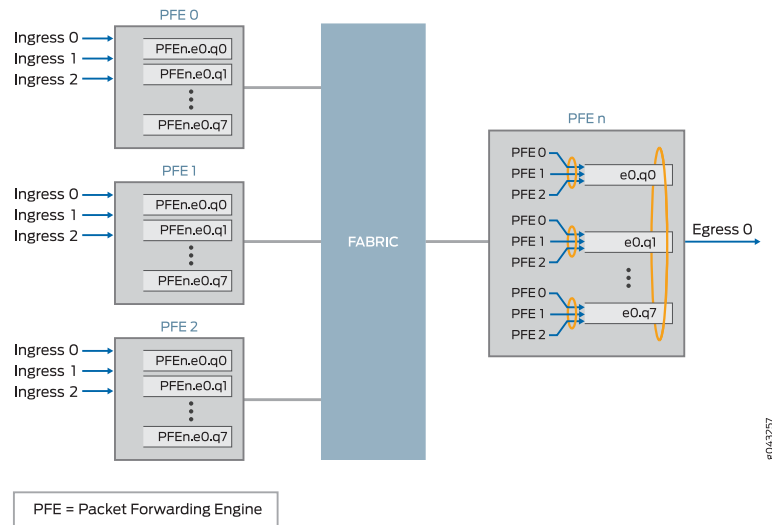 PFE 0
Ingress 0
Ingress 1
Ingress 2
PFEn.e0.q0
PFEn.e0.q1
PFEn.e0.q7
PFE 1
Ingress 0
Ingress 1
Ingress 2
PFEn.e0.q0
PFEn.e0.q1
PFEn.e0.q7
PFE 2
Ingress 0
Ingress 1
Ingress 2
PFEn.e0.q0
PFEn.e0.q1
PFEn.e0.q7
FABRIC
PFE n
PFE 0
PFE 1
PFE 2
e0.q0
PFE 0
PFE 1
PFE 2
e0.q1
PFE 0
PFE 1
PFE 2
e0.q7
Egress 0
g043257
PFE = Packet Forwarding Engine